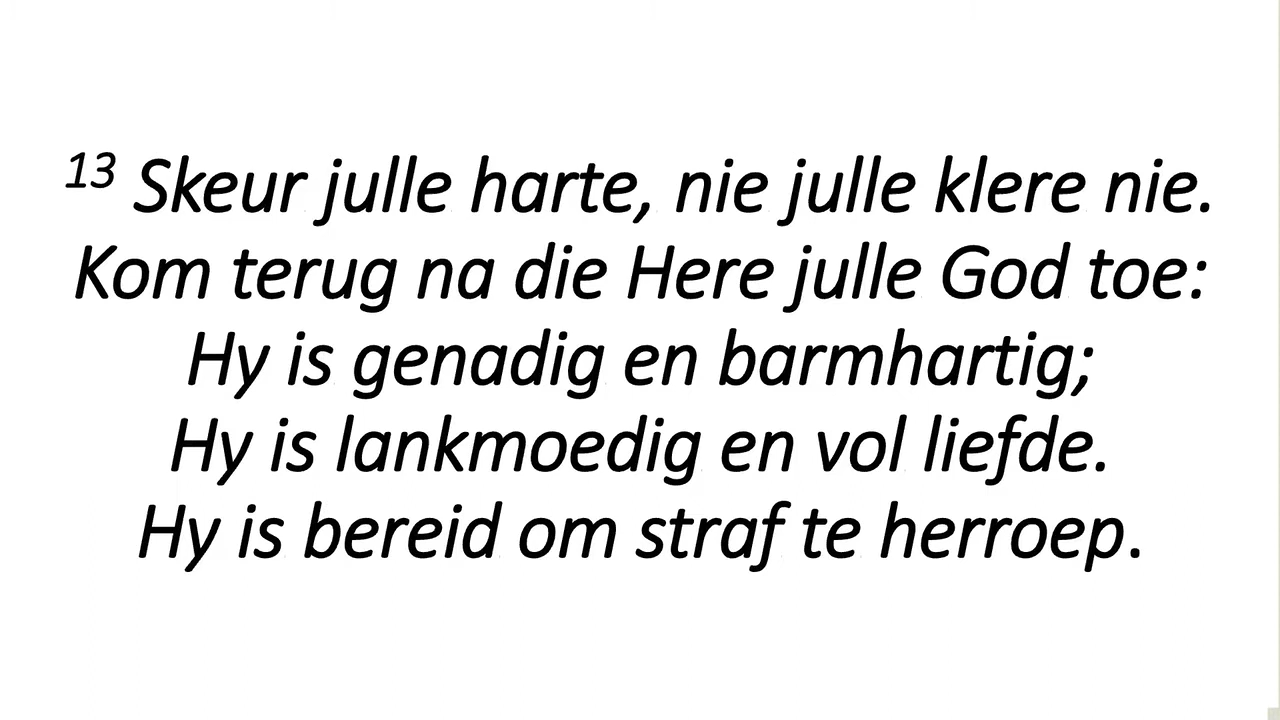 13 Skeur julle harte, nie julle klere nie.
Kom terug na die Here julle God toe:
Hy is genadig en barmhartig;
Hy is lankmoedig en vol liefde.
Hy is bereid om straf te herroep.